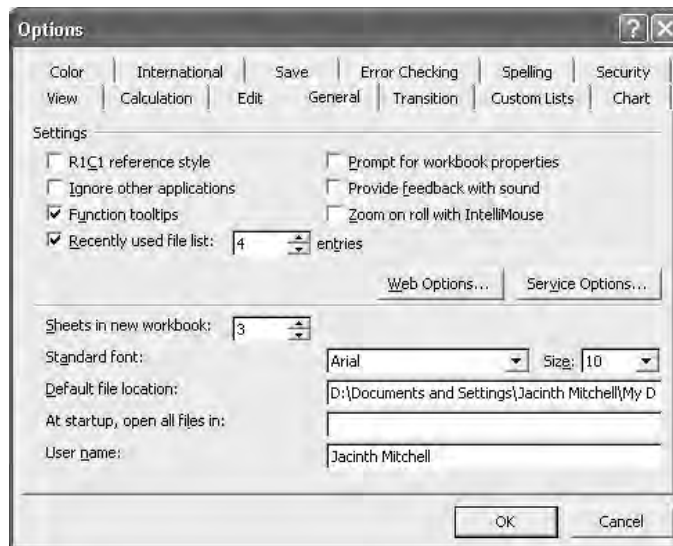 Options
Color International Save Error Checking Spelling Security
View Calculation Edit General Transition Custom Lists Chart
Settings
R1C1 reference style Prompt for workbook properties
Ignore other applications Provide feedback with sound
Function tooltips Zoom on roll with IntelliMouse
Recently used file list: 4 entries
Web Options... Service Options...
Sheets in new workbook: 3
Standard font: Arial Size: 10
Default file location: D:\Documents and Settings\Jacinth Mitchell\My D
At startup, open all files in:
User name: Jacinth Mitchell
OK Cancel